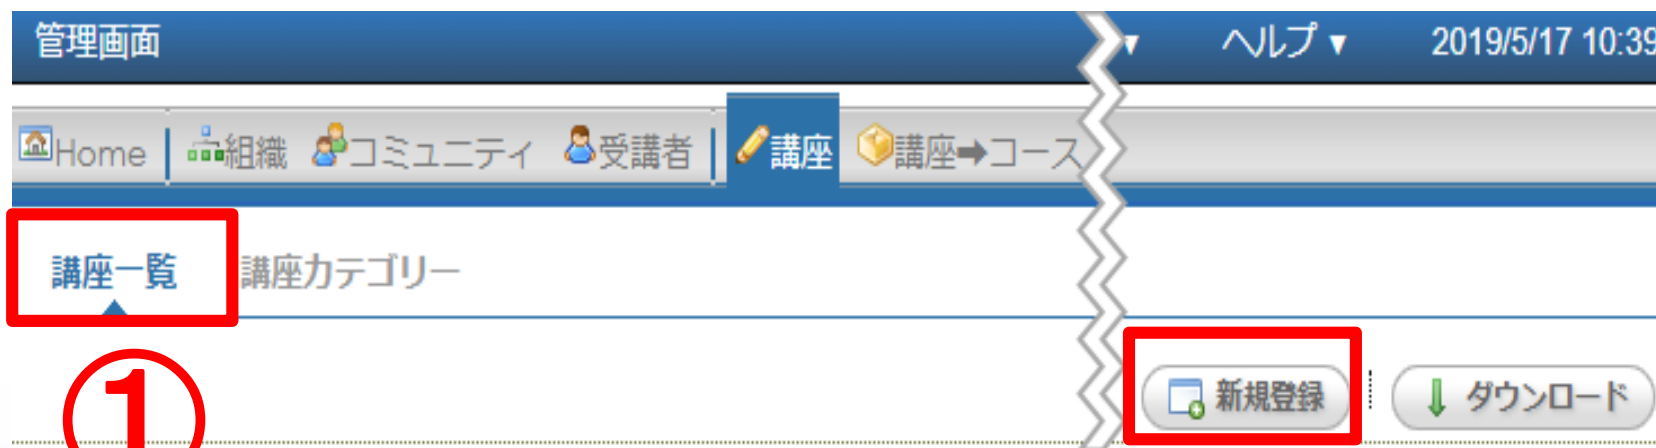 管理画面 ▼ ヘルプ ▼ 2019/5/17 10:39
Home 組織 コミュニティ 受講者 講座 講座➡コース
講座一覧 講座カテゴリー
新規登録 ダウンロード
①